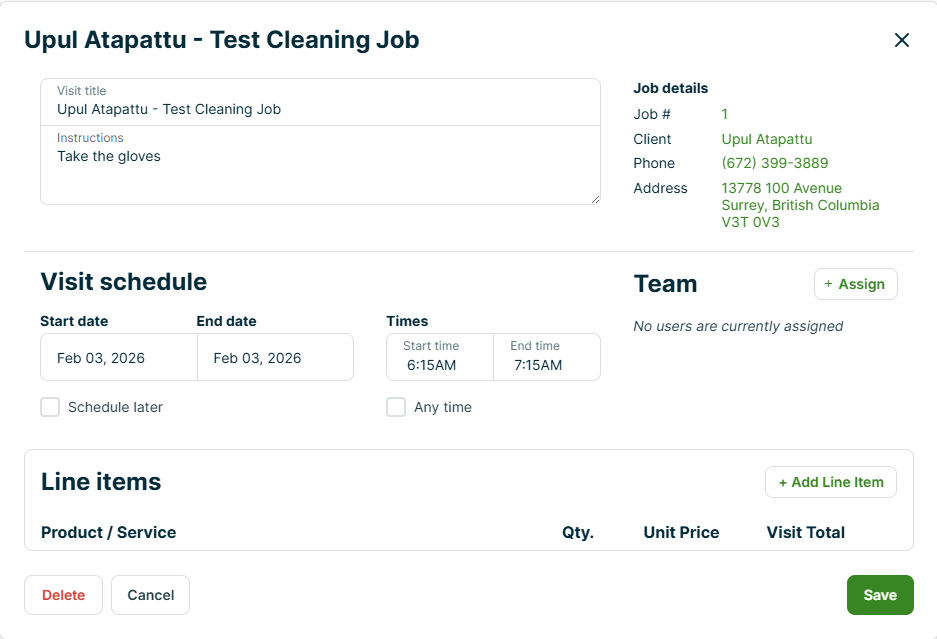 Upul Atapattu - Test Cleaning Job
Visit title
Upul Atapattu - Test Cleaning Job
Instructions
Take the gloves
Job details
Job # 1
Client Upul Atapattu
Phone (672) 399-3889
Address 13778 100 Avenue
Surrey, British Columbia
V3T 0V3
Visit schedule
Start date End date Times
Feb 03, 2026 Feb 03, 2026
Start time End time
6:15AM 7:15AM
Schedule later Any time
Team + Assign
No users are currently assigned
Line items + Add Line Item
Product / Service Qty. Unit Price Visit Total
Delete Cancel Save